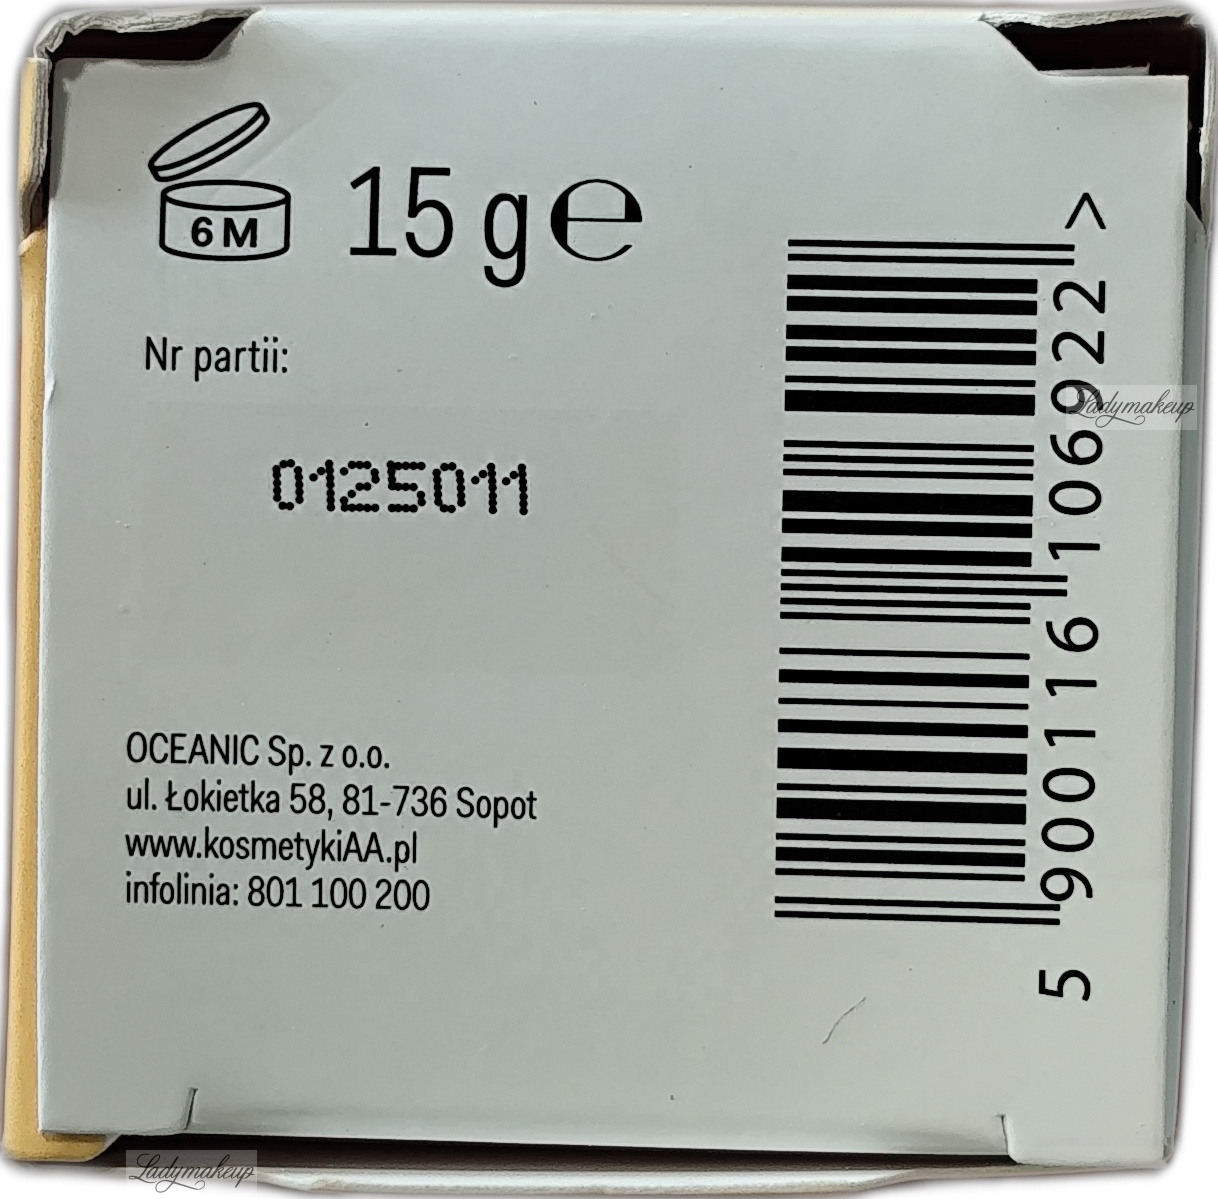 6 M
15 g ℮
Nr partii:
0125011
OCEANIC Sp. z o.o.
ul. Łokietka 58, 81-736 Sopot
www.kosmetykiAA.pl
infolinia: 801 100 200
5 900116 106922 >
Ladymakeup
Ladymakeup